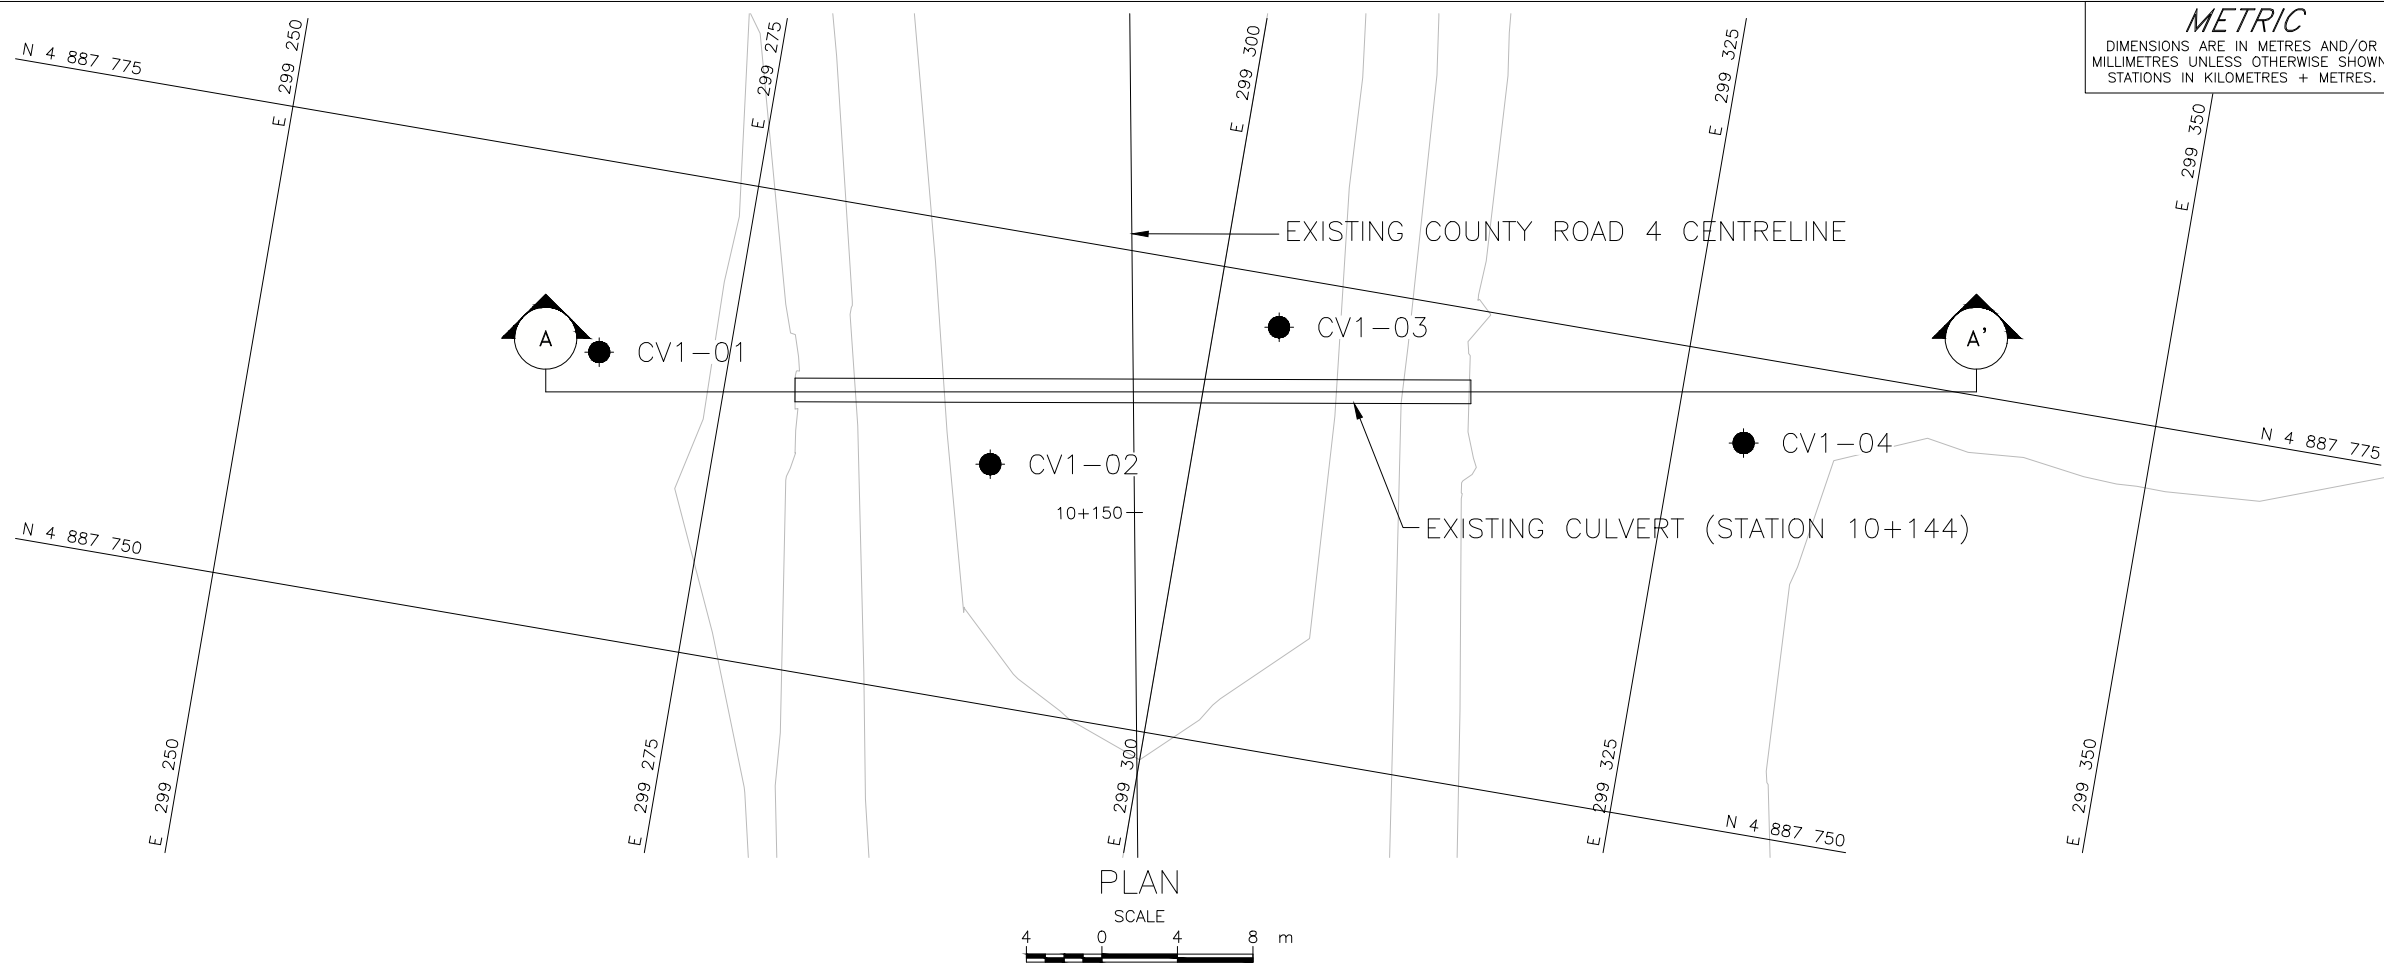 METRIC
DIMENSIONS ARE IN METRES AND/OR
MILLIMETRES UNLESS OTHERWISE SHOWN
STATIONS IN KILOMETRES + METRES.
N 4 887 775
E 299 250
E 299 275
E 299 300
E 299 325
E 299 350
EXISTING COUNTY ROAD 4 CENTRELINE
A
CV1-01
CV1-03
A'
CV1-02
CV1-04
N 4 887 775
10+150
EXISTING CULVERT (STATION 10+144)
N 4 887 750
E 299 250
E 299 275
E 299 300
E 299 325
E 299 350
N 4 887 750
PLAN
SCALE
4 0 4 8 m